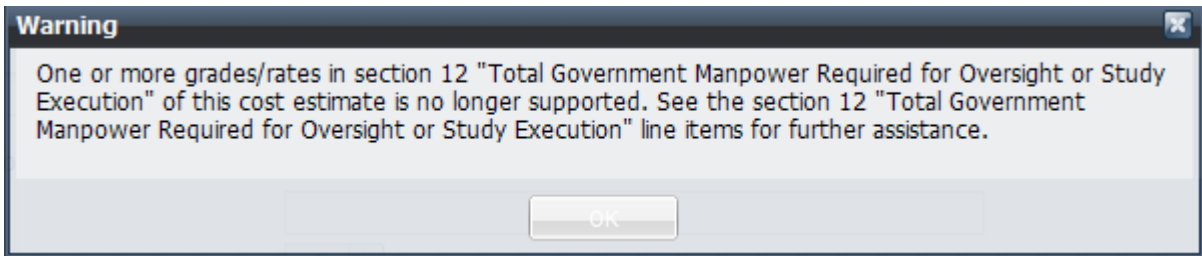 Warning
One or more grades/rates in section 12 "Total Government Manpower Required for Oversight or Study
Execution" of this cost estimate is no longer supported. See the section 12 "Total Government
Manpower Required for Oversight or Study Execution" line items for further assistance.
OK